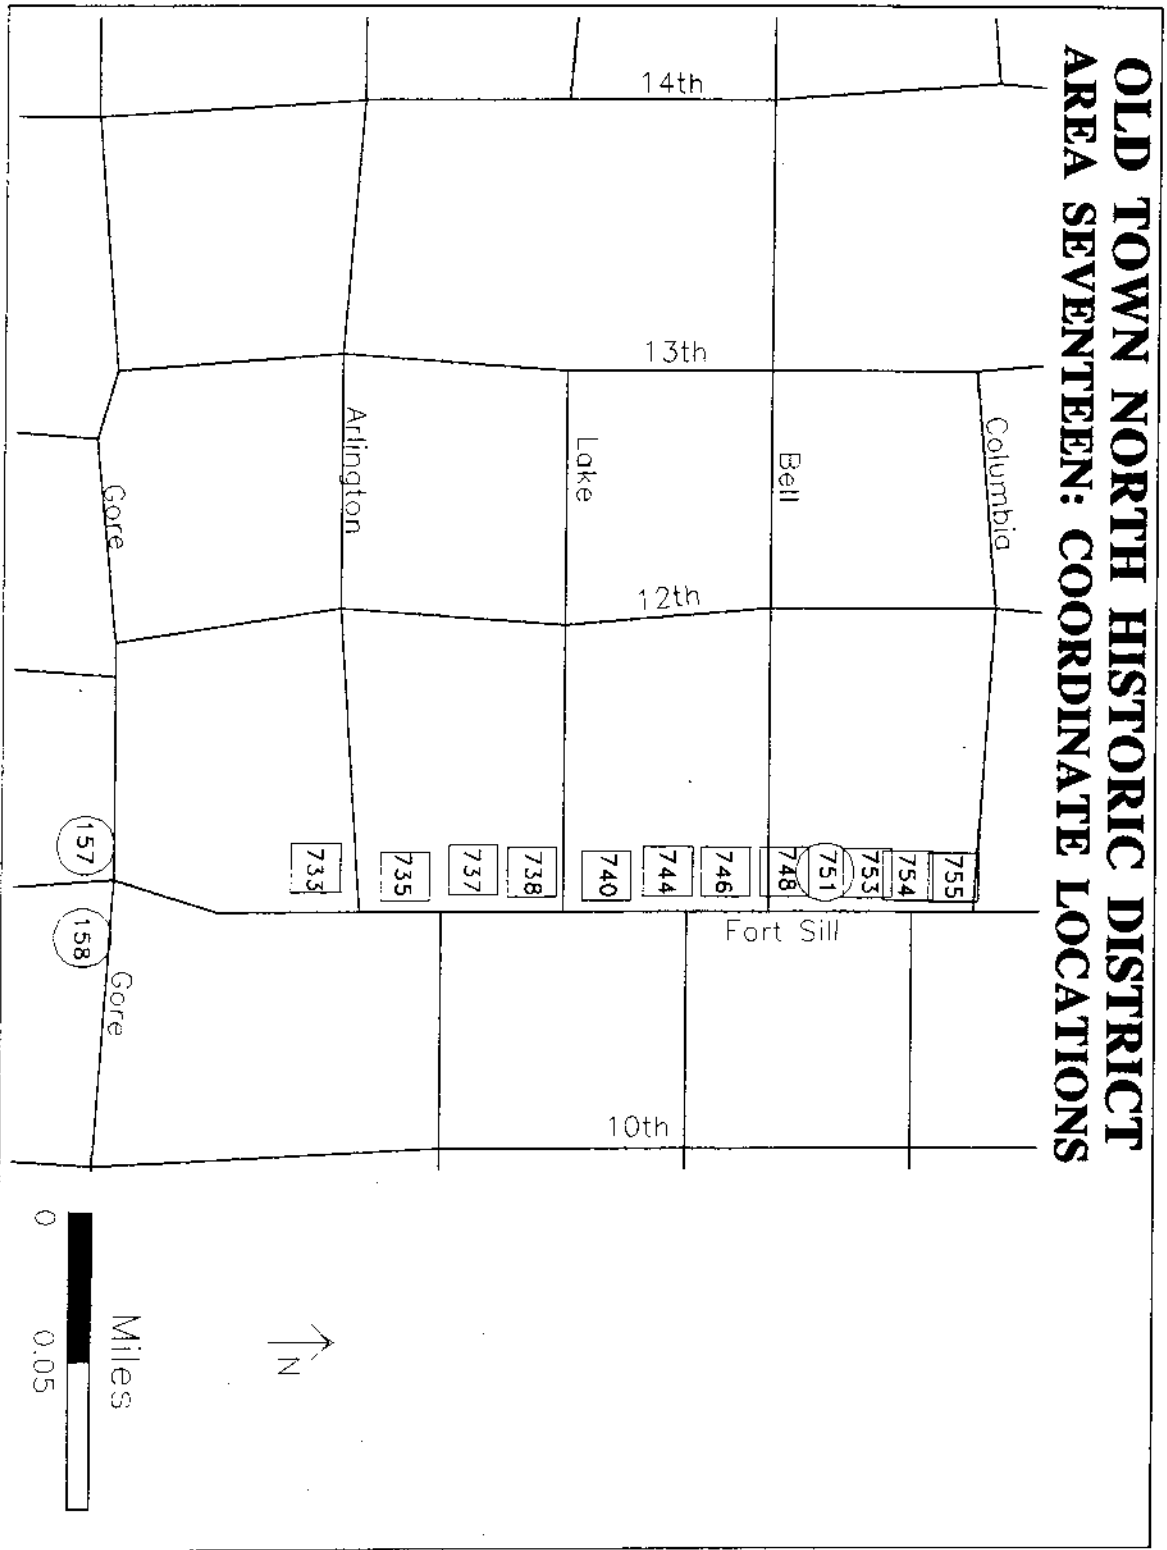 OLD TOWN NORTH HISTORIC DISTRICT
AREA SEVENTEEN: COORDINATE LOCATIONS
Columbia
Bell
Lake
Arlington
Gore
Gore
14th
13th
12th
Fort Sill
10th
755
754
753
751
748
746
744
740
738
737
735
733
157
158
N
Miles
0 0.05